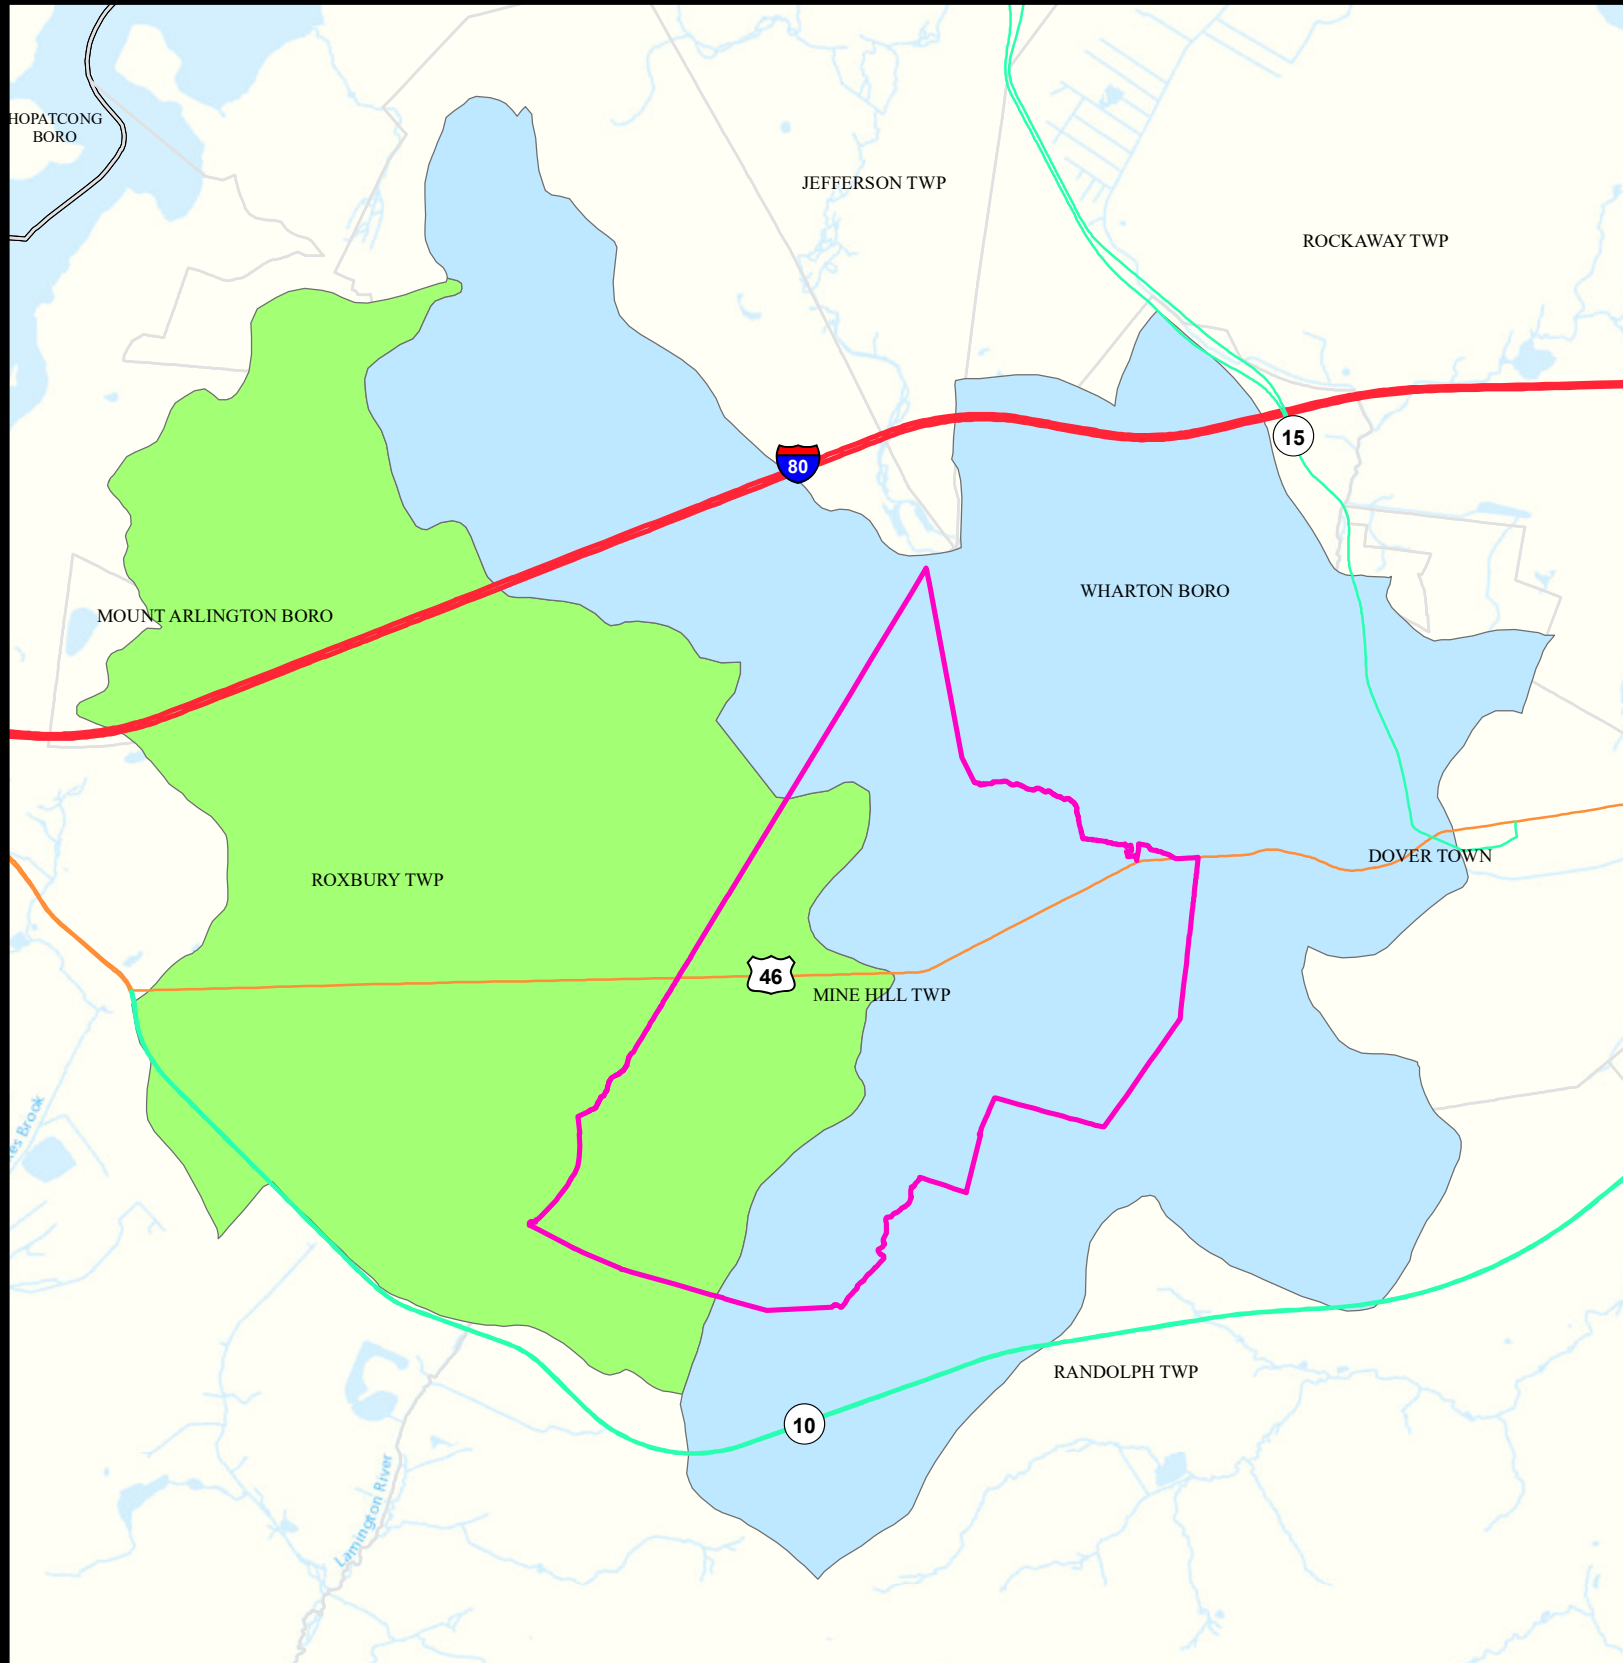 HOPATCONG
BORO
JEFFERSON TWP
ROCKAWAY TWP
15
80
WHARTON BORO
MOUNT ARLINGTON BORO
DOVER TOWN
ROXBURY TWP
46
MINE HILL TWP
es Brook
RANDOLPH TWP
10
Lamington River